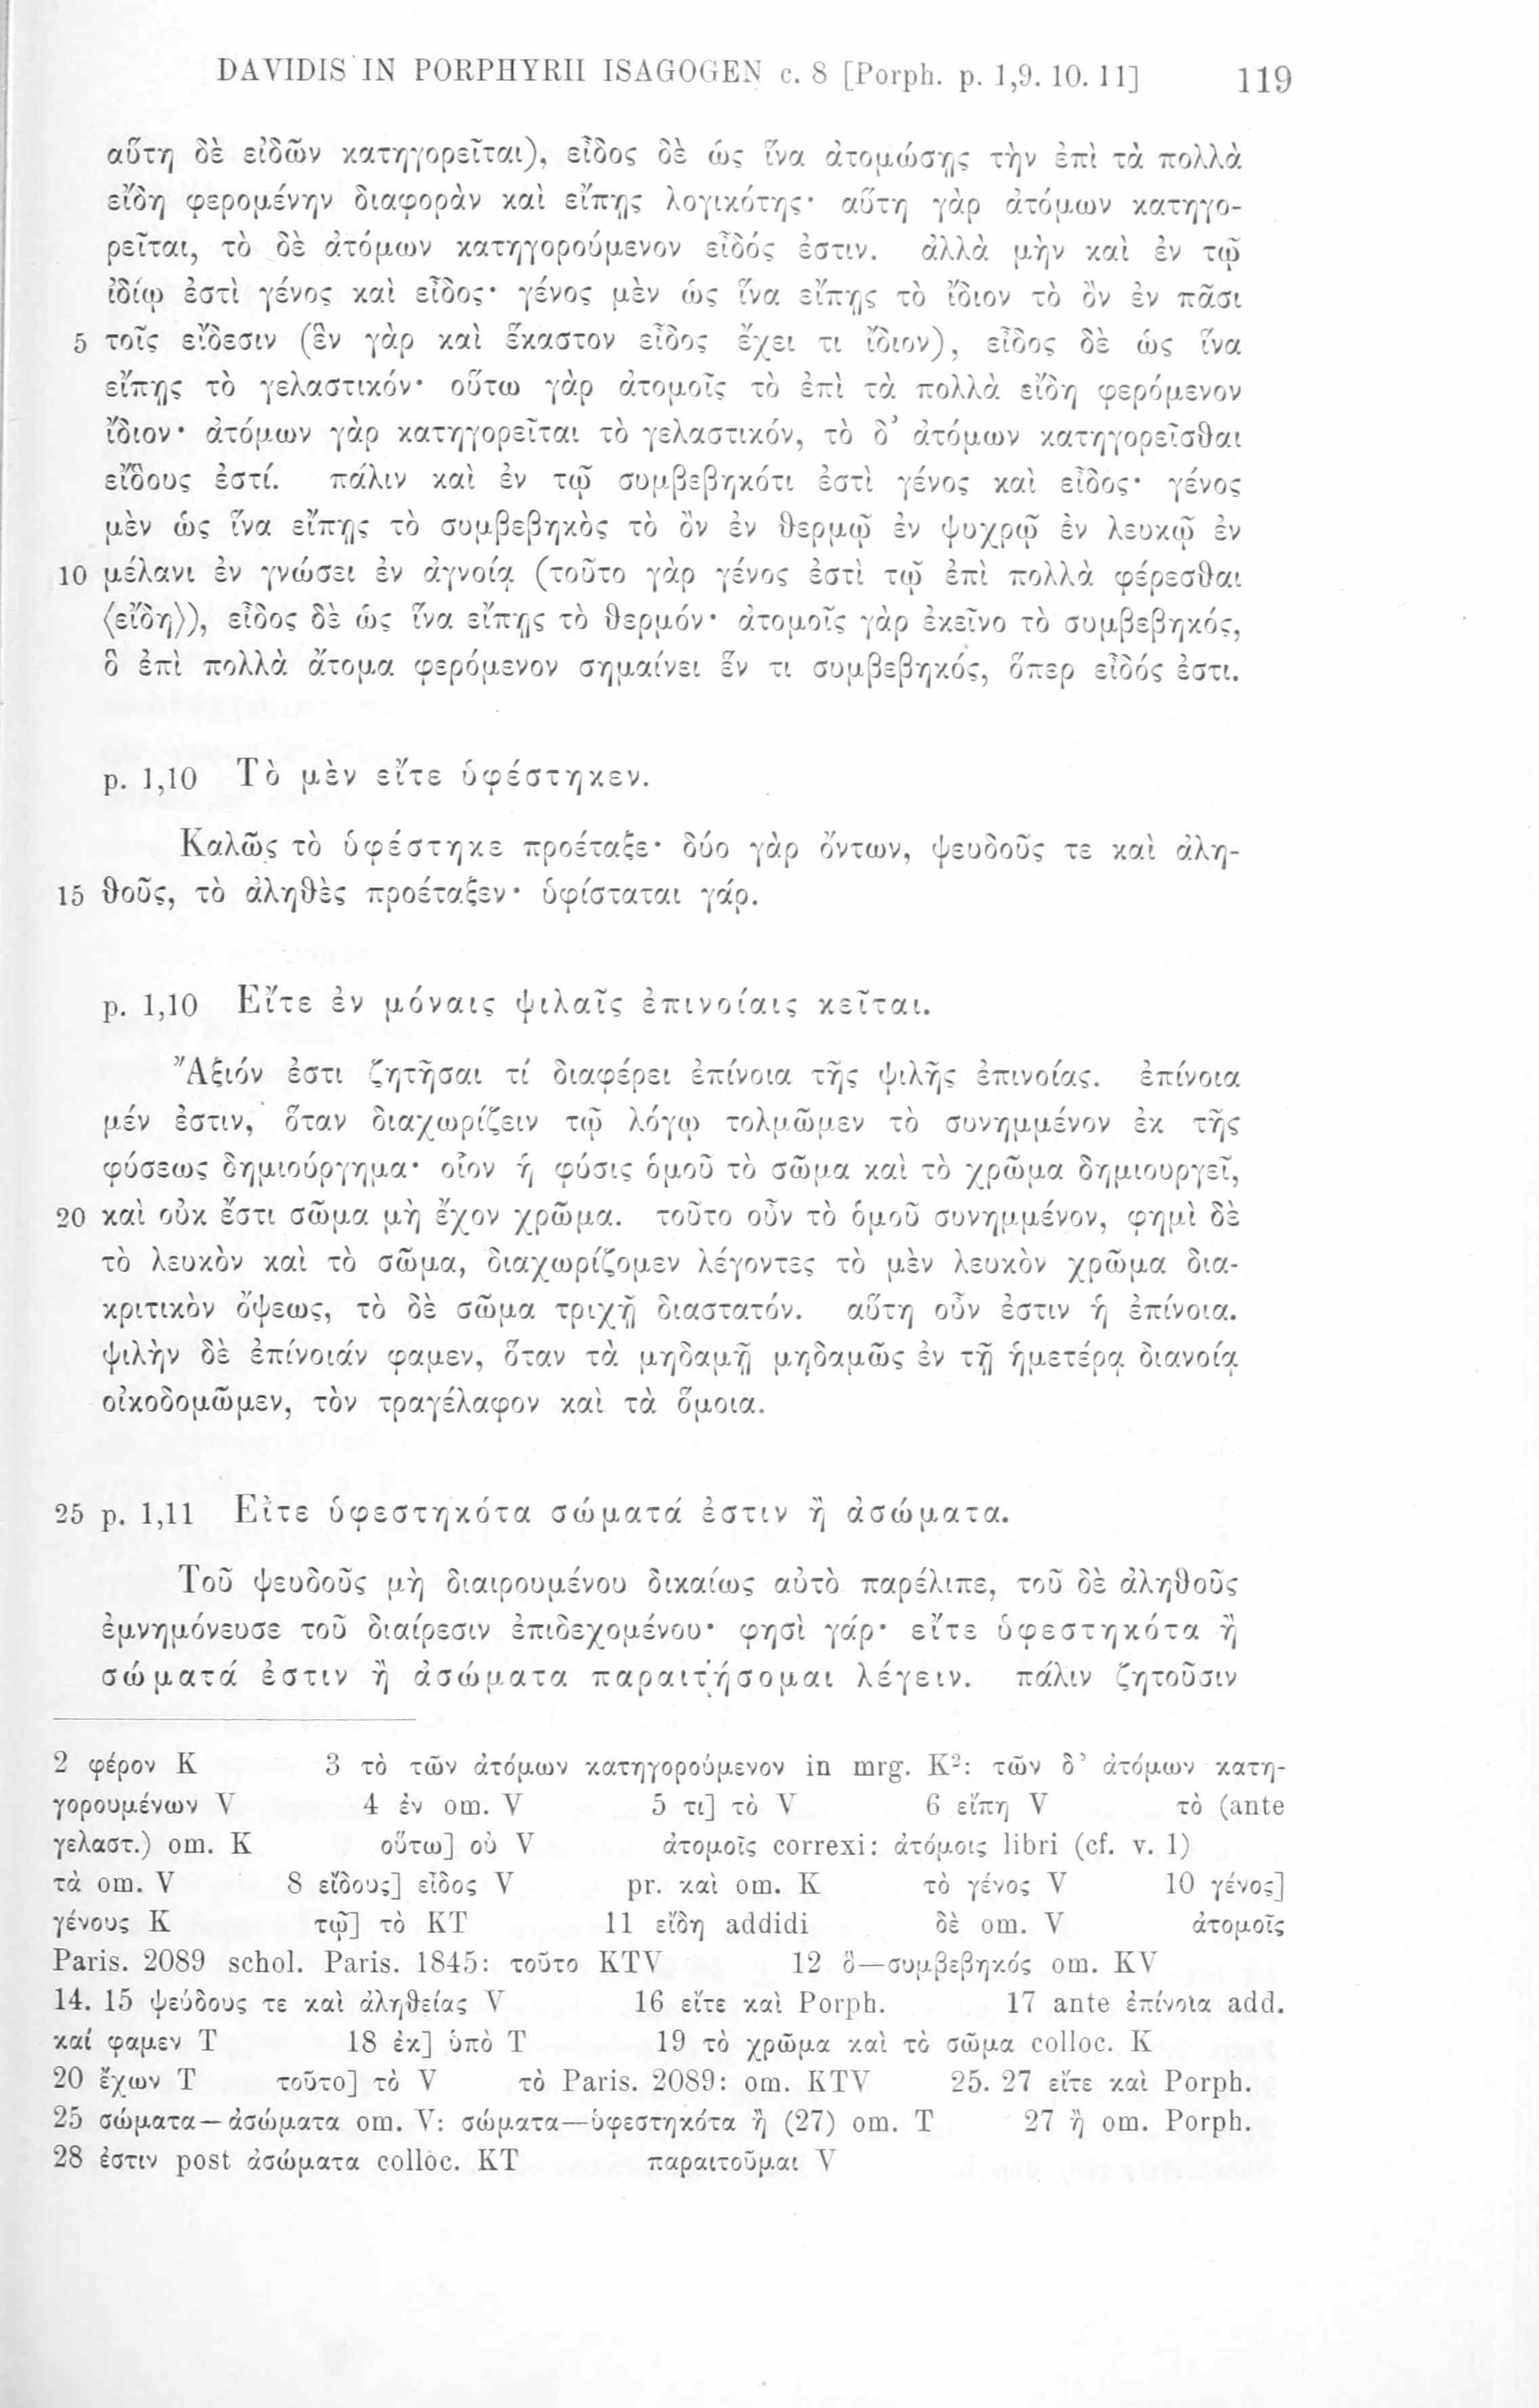 DAVIDIS IN PORPHYRII ISAGOGEN c. 8 [Porph. p. 1,9. 10. 11] 119
αὕτη δὲ εἰδῶν κατηγορεῖται), εἶδος δὲ ὡς ἵνα ἀτομώσῃς τὴν ἐπὶ τὰ πολλὰ
εἴδη φερομένην διαφορὰν καὶ εἴπῃς λογικότης· αὕτη γὰρ ἀτόμων κατηγο-
ρεῖται, τὸ δὲ ἀτόμων κατηγορούμενον εἶδός ἐστιν. ἀλλὰ μὴν καὶ ἐν τῷ
ἰδίῳ ἐστὶ γένος καὶ εἶδος· γένος μὲν ὡς ἵνα εἴπῃς τὸ ἴδιον τὸ ὂν ἐν πᾶσι
5 τοῖς εἴδεσιν (ἓν γὰρ καὶ ἕκαστον εἶδος ἔχει τι ἴδιον), εἶδος δὲ ὡς ἵνα
εἴπῃς τὸ γελαστικόν· οὕτω γὰρ ἀτομοῖς τὸ ἐπὶ τὰ πολλὰ εἴδη φερόμενον
ἴδιον· ἀτόμων γὰρ κατηγορεῖται τὸ γελαστικόν, τὸ δ' ἀτόμων κατηγορεῖσθαι
εἴδους ἐστί. πάλιν καὶ ἐν τῷ συμβεβηκότι ἐστὶ γένος καὶ εἶδος· γένος
μὲν ὡς ἵνα εἴπῃς τὸ συμβεβηκὸς τὸ ὂν ἐν θερμῷ ἐν ψυχρῷ ἐν λευκῷ ἐν
10 μέλανι ἐν γνώσει ἐν ἀγνοίᾳ (τοῦτο γὰρ γένος ἐστὶ τῷ ἐπὶ πολλὰ φέρεσθαι
⟨εἴδη⟩), εἶδος δὲ ὡς ἵνα εἴπῃς τὸ θερμόν· ἀτομοῖς γὰρ ἐκεῖνο τὸ συμβεβηκός,
ὃ ἐπὶ πολλὰ ἄτομα φερόμενον σημαίνει ἕν τι συμβεβηκός, ὅπερ εἶδός ἐστι.
p. 1,10 Τὸ μὲν εἴτε ὑφέστηκεν.
Καλῶς τὸ ὑφέστηκε προέταξε· δύο γὰρ ὄντων, ψευδοῦς τε καὶ ἀλη-
15 θοῦς, τὸ ἀληθὲς προέταξεν· ὑφίσταται γάρ.
p. 1,10 Εἴτε ἐν μόναις ψιλαῖς ἐπινοίαις κεῖται.
Ἄξιόν ἐστι ζητῆσαι τί διαφέρει ἐπίνοια τῆς ψιλῆς ἐπινοίας. ἐπίνοια
μέν ἐστιν, ὅταν διαχωρίζειν τῷ λόγῳ τολμῶμεν τὸ συνημμένον ἐκ τῆς
φύσεως δημιούργημα· οἷον ἡ φύσις ὁμοῦ τὸ σῶμα καὶ τὸ χρῶμα δημιουργεῖ,
20 καὶ οὐκ ἔστι σῶμα μὴ ἔχον χρῶμα. τοῦτο οὖν τὸ ὁμοῦ συνημμένον, φημὶ δὲ
τὸ λευκὸν καὶ τὸ σῶμα, διαχωρίζομεν λέγοντες τὸ μὲν λευκὸν χρῶμα δια-
κριτικὸν ὄψεως, τὸ δὲ σῶμα τριχῇ διαστατόν. αὕτη οὖν ἐστιν ἡ ἐπίνοια.
ψιλὴν δὲ ἐπίνοιάν φαμεν, ὅταν τὰ μηδαμῇ μηδαμῶς ἐν τῇ ἡμετέρᾳ διανοίᾳ
οἰκοδομῶμεν, τὸν τραγέλαφον καὶ τὰ ὅμοια.
25 p. 1,11 Εἴτε ὑφεστηκότα σώματά ἐστιν ἢ ἀσώματα.
Τοῦ ψευδοῦς μὴ διαιρουμένου δικαίως αὐτὸ παρέλιπε, τοῦ δὲ ἀληθοῦς
ἐμνημόνευσε τοῦ διαίρεσιν ἐπιδεχομένου· φησὶ γάρ· εἴτε ὑφεστηκότα ἢ
σώματά ἐστιν ἢ ἀσώματα παραιτήσομαι λέγειν. πάλιν ζητοῦσιν
2 φέρον K 3 τὸ τῶν ἀτόμων κατηγορούμενον in mrg. K²: τῶν δ' ἀτόμων κατη-
γορουμένων V 4 ἐν om. V 5 τι] τὸ V 6 εἴπη V τὸ (ante
γελαστ.) om. K οὕτω] οὐ V ἀτομοῖς correxi: ἀτόμοις libri (cf. v. 1)
τὰ om. V 8 εἴδους] εἶδος V pr. καὶ om. K τὸ γένος V 10 γένος]
γένους K τῷ] τὸ KT 11 εἴδη addidi δὲ om. V ἀτομοῖς
Paris. 2089 schol. Paris. 1845: τοῦτο KTV 12 ὃ—συμβεβηκός om. KV
14. 15 ψεύδους τε καὶ ἀληθείας V 16 εἴτε καὶ Porph. 17 ante ἐπίνοια add.
καί φαμεν T 18 ἐκ] ὑπὸ T 19 τὸ χρῶμα καὶ τὸ σῶμα colloc. K
20 ἔχων T τοῦτο] τὸ V τὸ Paris. 2089: om. KTV 25. 27 εἴτε καὶ Porph.
25 σώματα—ἀσώματα om. V: σώματα—ὑφεστηκότα ἢ (27) om. T 27 ἢ om. Porph.
28 ἐστιν post ἀσώματα colloc. KT παραιτοῦμαι V